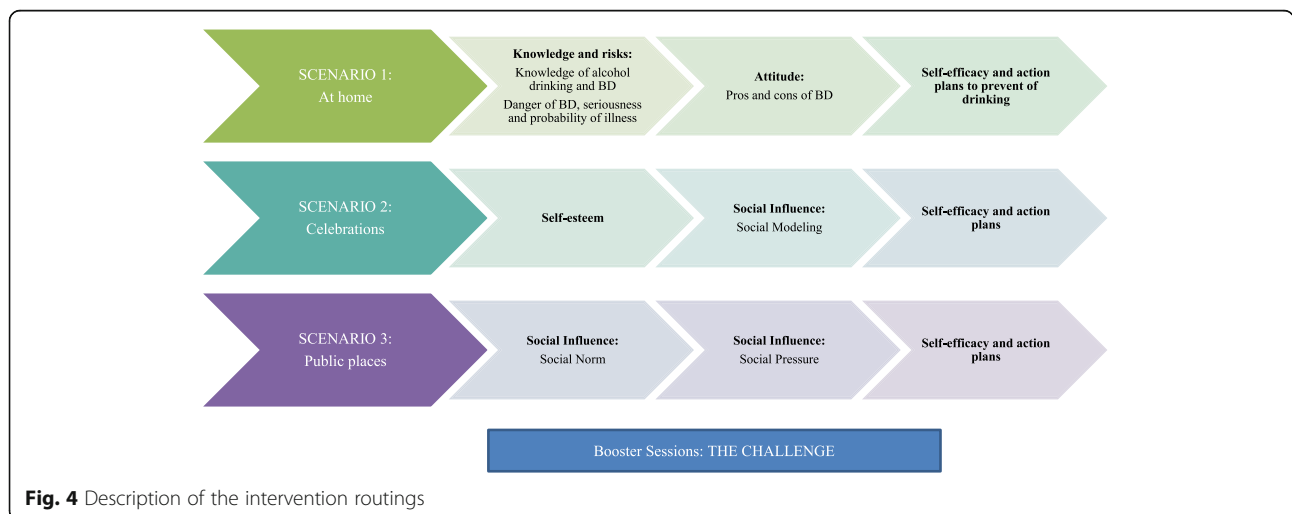 SCENARIO 1:
At home
Knowledge and risks:
Knowledge of alcohol
drinking and BD
Danger of BD, seriousness
and probability of illness
Attitude:
Pros and cons of BD
Self-efficacy and action
plans to prevent of
drinking
SCENARIO 2:
Celebrations
Self-esteem
Social Influence:
Social Modeling
Self-efficacy and action
plans
SCENARIO 3:
Public places
Social Influence:
Social Norm
Social Influence:
Social Pressure
Self-efficacy and action
plans
Booster Sessions: THE CHALLENGE
Fig. 4 Description of the intervention routings